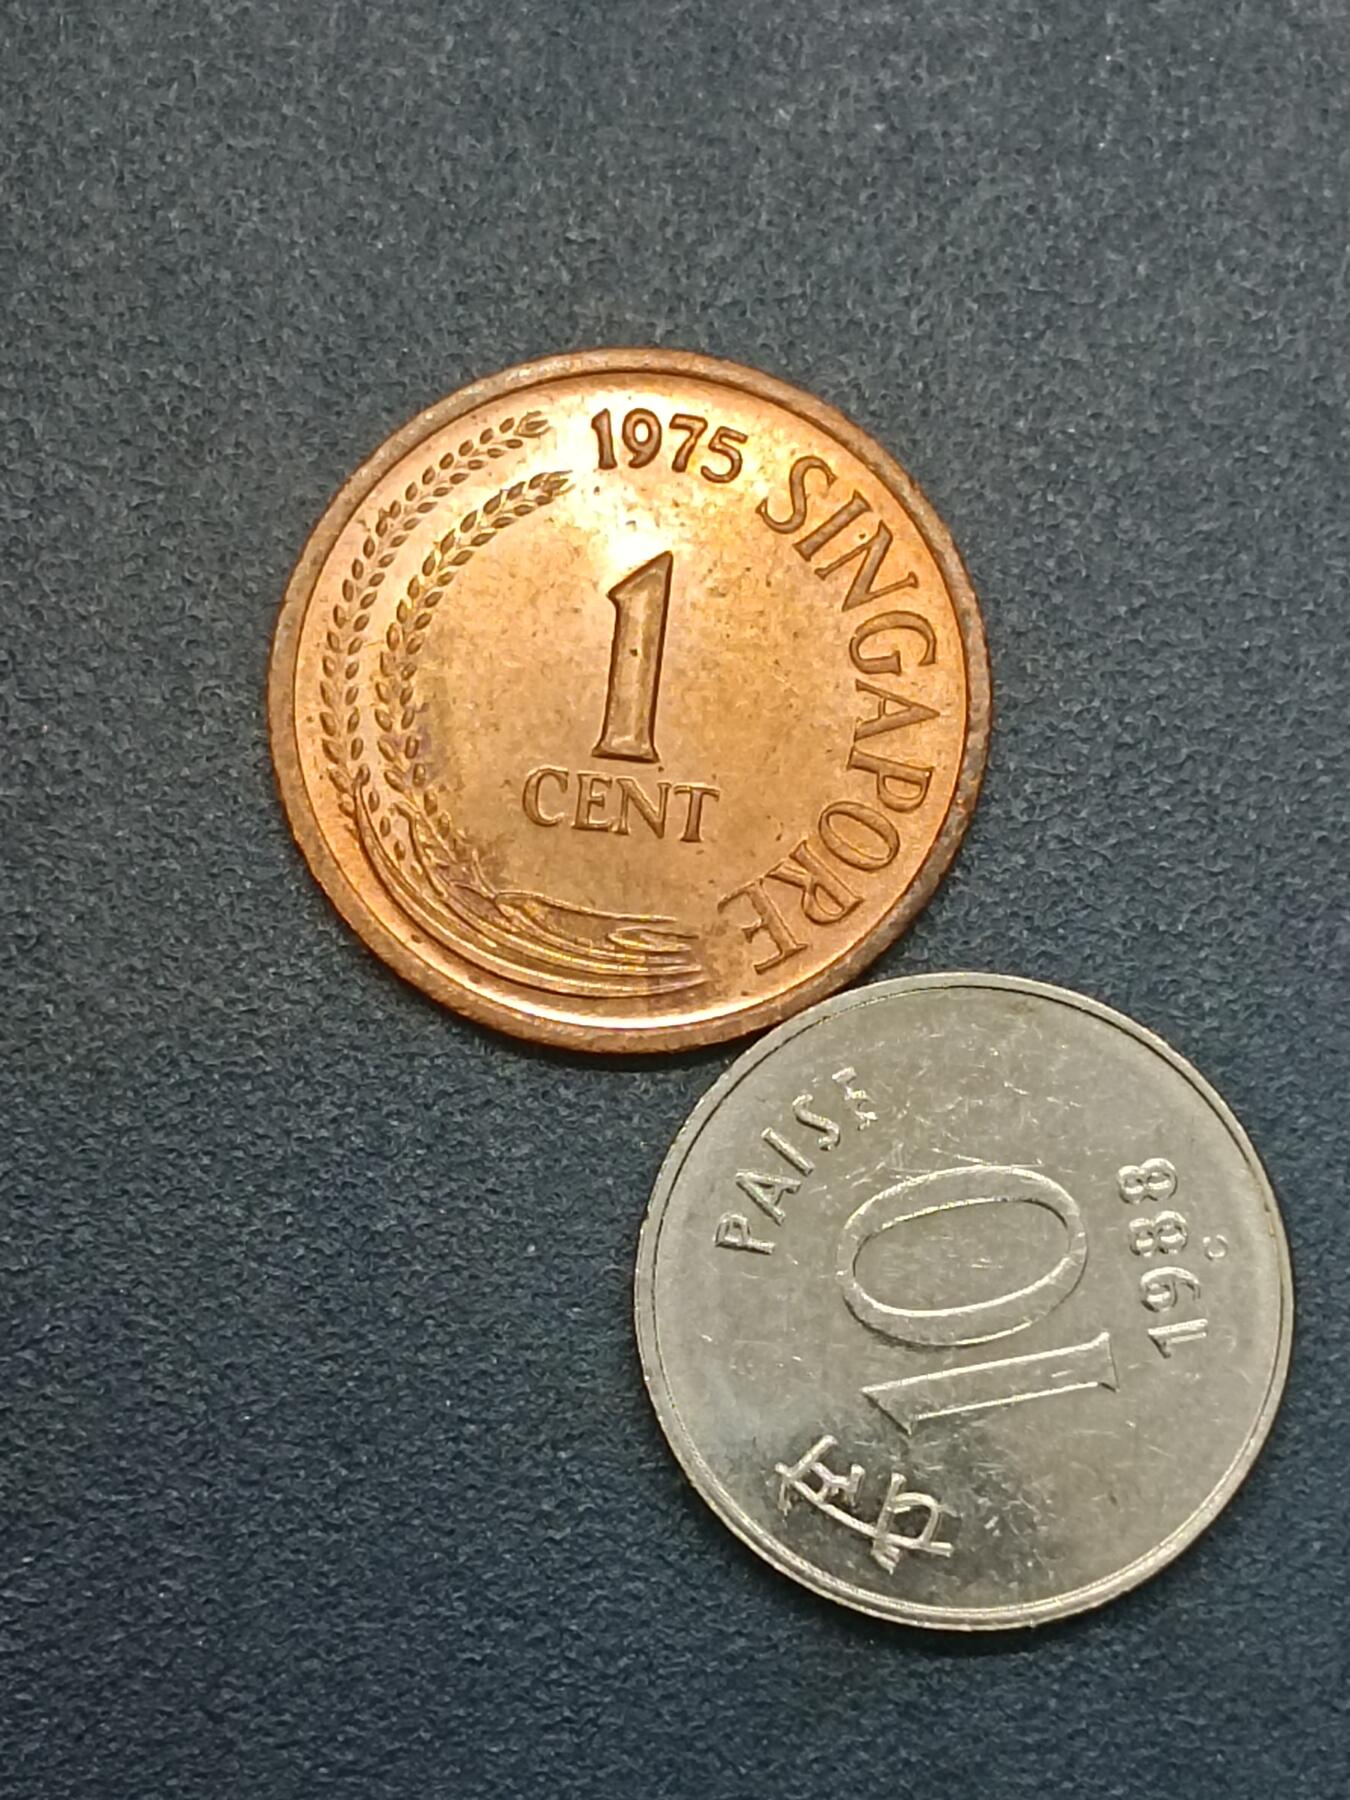 1975
SINGAPORE
1
CENT
PAISE
10
पैसे
1988
C